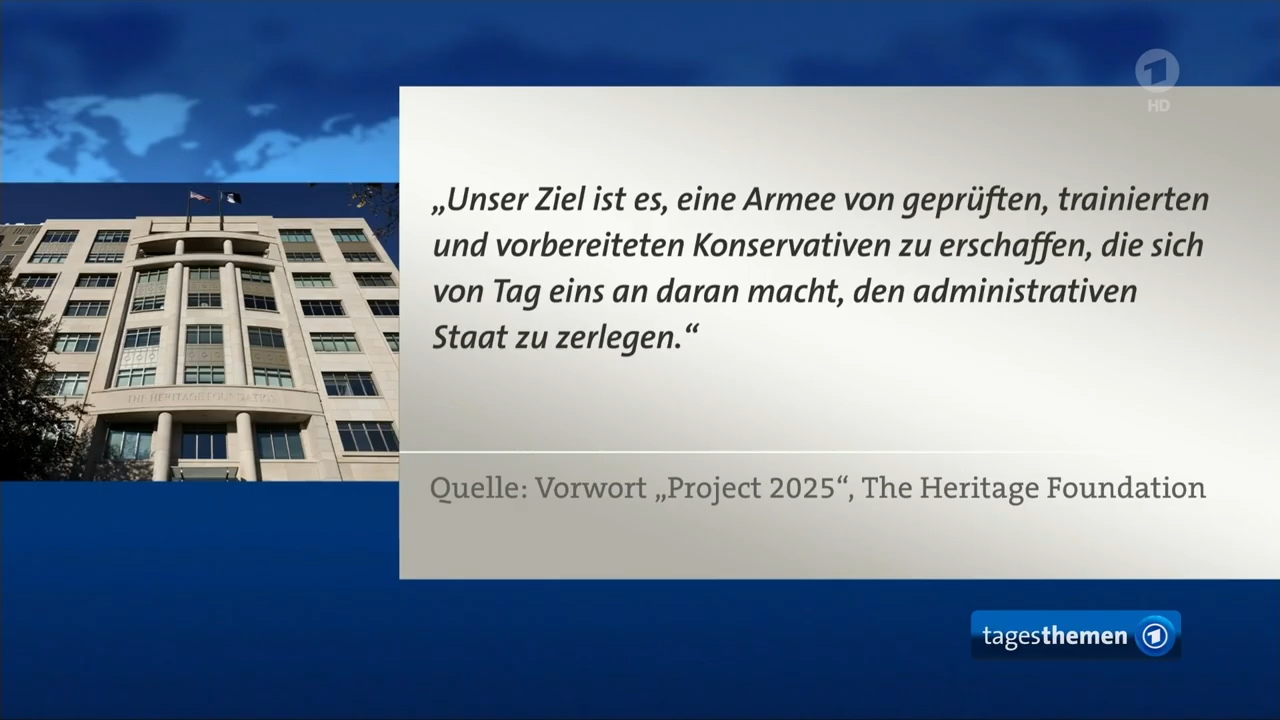 HD
„Unser Ziel ist es, eine Armee von geprüften, trainierten
und vorbereiteten Konservativen zu erschaffen, die sich
von Tag eins an daran macht, den administrativen
Staat zu zerlegen.“
THE HERITAGE FOUNDATION
Quelle: Vorwort „Project 2025“, The Heritage Foundation
tagesthemen